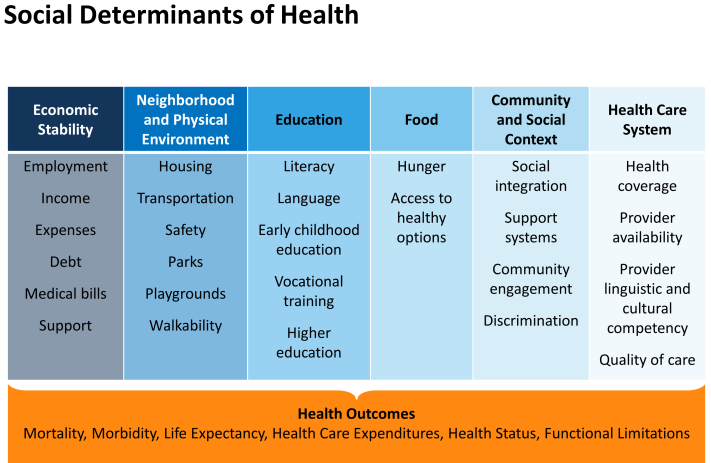 Social Determinants of Health
Economic
Stability
Neighborhood
and Physical
Environment
Education
Food
Community
and Social
Context
Health Care
System
Employment
Income
Expenses
Debt
Medical bills
Support
Housing
Transportation
Safety
Parks
Playgrounds
Walkability
Literacy
Language
Early childhood
education
Vocational
training
Higher
education
Hunger
Access to
healthy
options
Social
integration
Support
systems
Community
engagement
Discrimination
Health
coverage
Provider
availability
Provider
linguistic and
cultural
competency
Quality of care
Health Outcomes
Mortality, Morbidity, Life Expectancy, Health Care Expenditures, Health Status, Functional Limitations